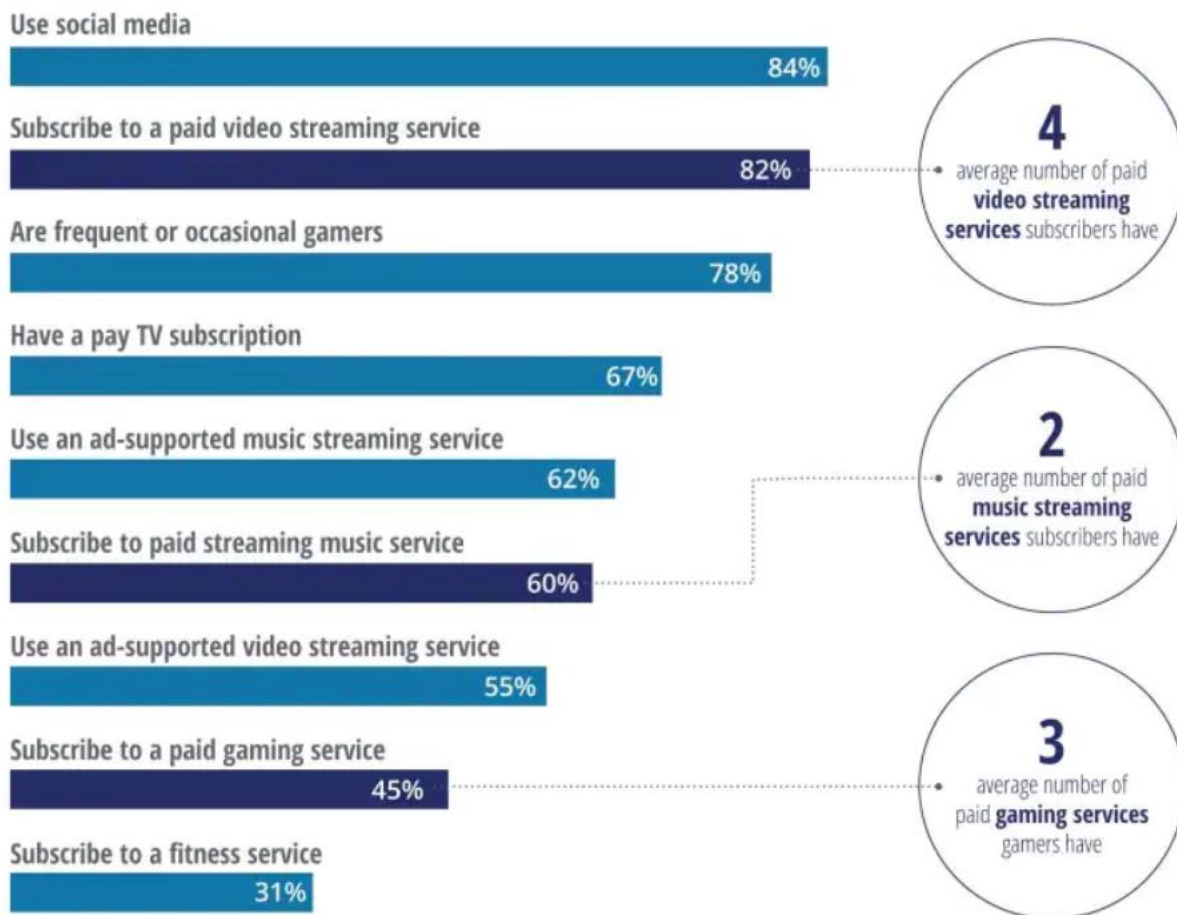 Use social media
84%
Subscribe to a paid video streaming service
82%
Are frequent or occasional gamers
78%
Have a pay TV subscription
67%
Use an ad-supported music streaming service
62%
Subscribe to paid streaming music service
60%
Use an ad-supported video streaming service
55%
Subscribe to a paid gaming service
45%
Subscribe to a fitness service
31%
4
average number of paid
video streaming
services subscribers have
2
average number of paid
music streaming
services subscribers have
3
average number of
paid gaming services
gamers have